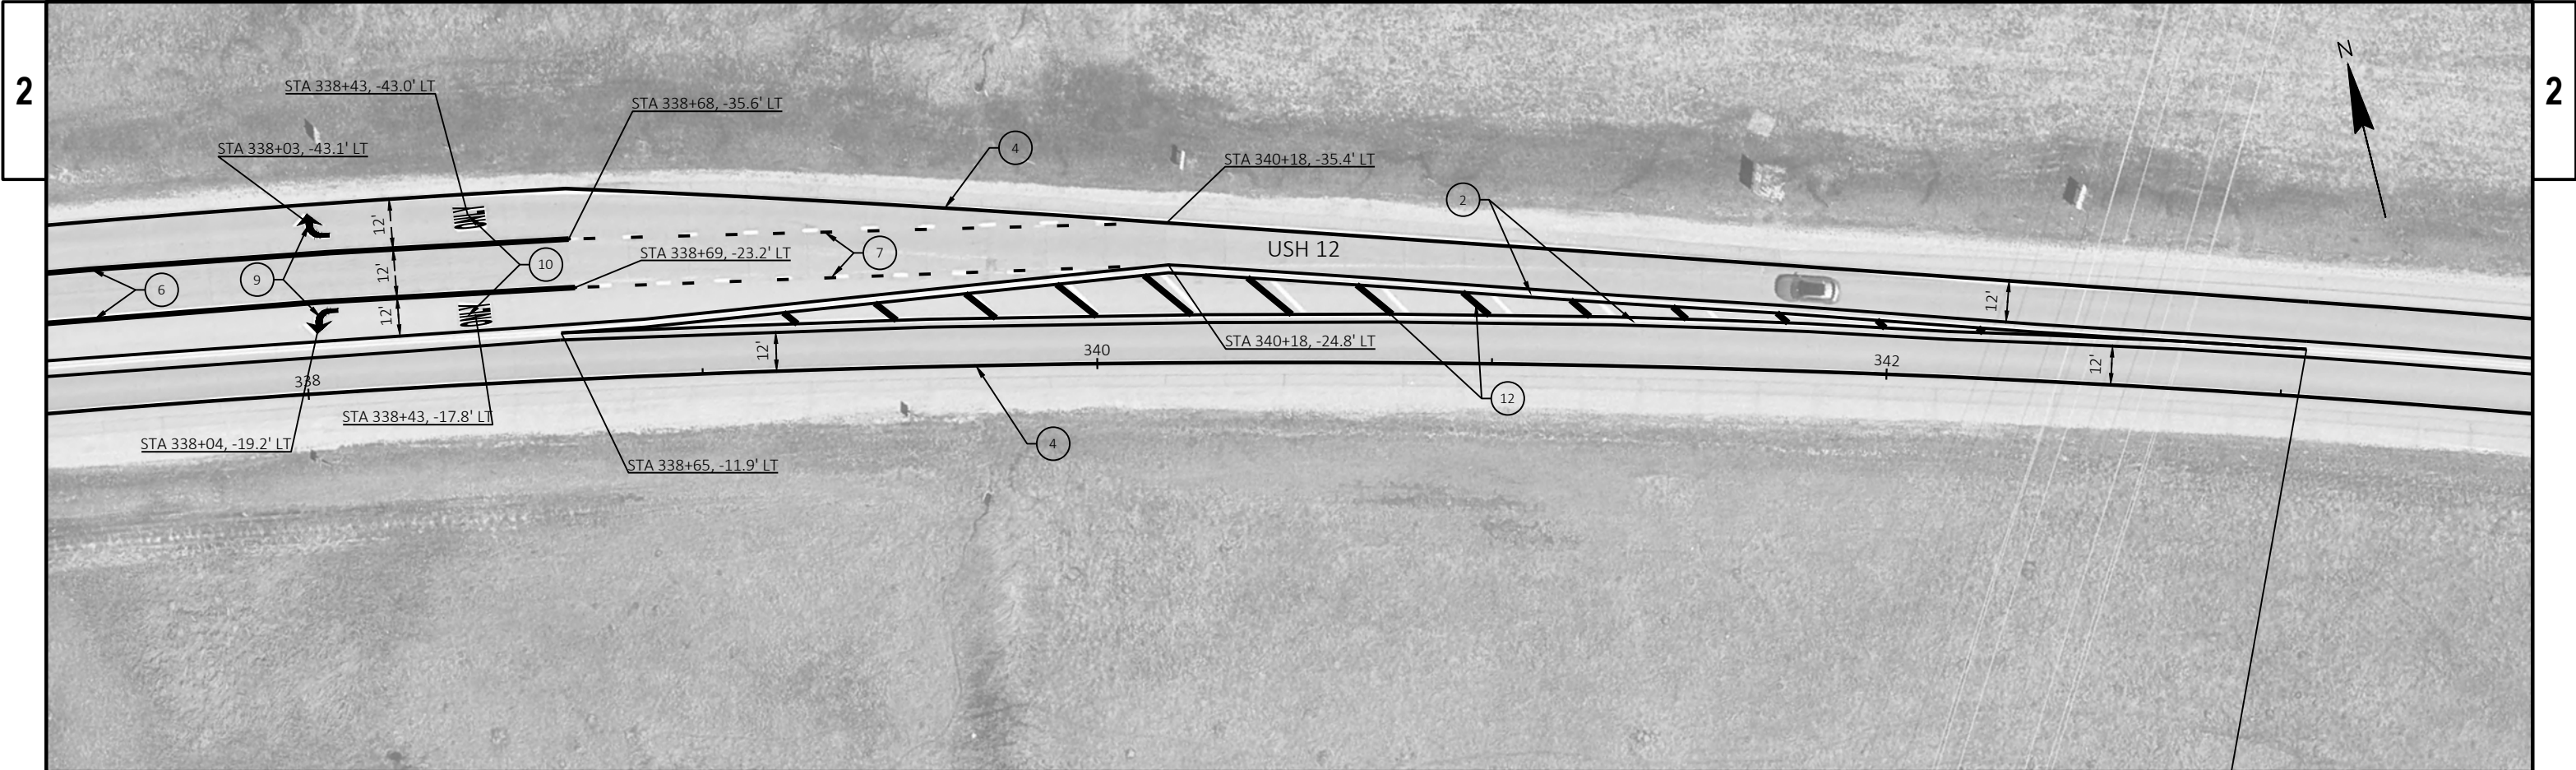 2
2
N
STA 338+43, -43.0' LT
STA 338+68, -35.6' LT
STA 338+03, -43.1' LT
4
STA 340+18, -35.4' LT
2
12'
USH 12
7
STA 338+69, -23.2' LT
10
9
12'
6
12'
12'
STA 340+18, -24.8' LT
12'
340
342
12'
338
12
STA 338+43, -17.8' LT
STA 338+04, -19.2' LT
4
STA 338+65, -11.9' LT